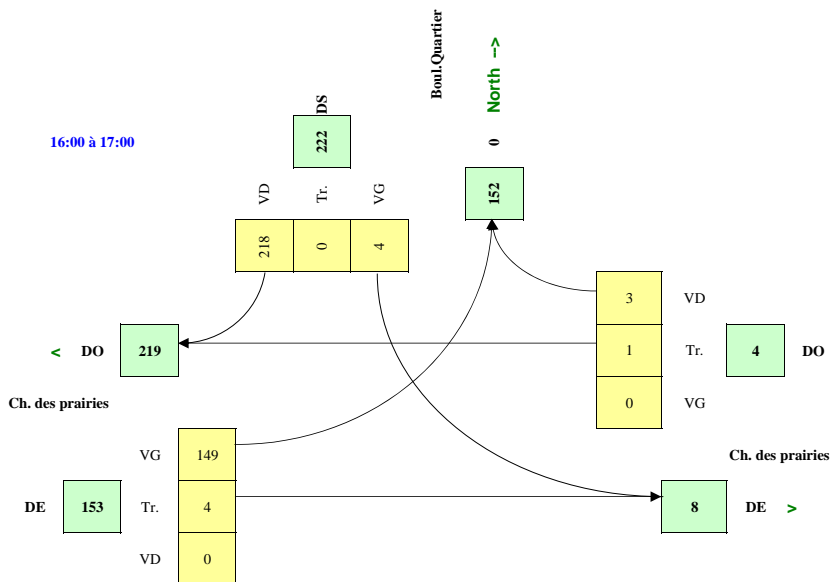 Boul.Quartier
North -->
0
DS
222
16:00 à 17:00
152
VD Tr. VG
218 0 4
3 VD
< DO 219
1 Tr. 4 DO
0 VG
Ch. des prairies
VG 149
Ch. des prairies
DE 153 Tr. 4
8 DE >
VD 0